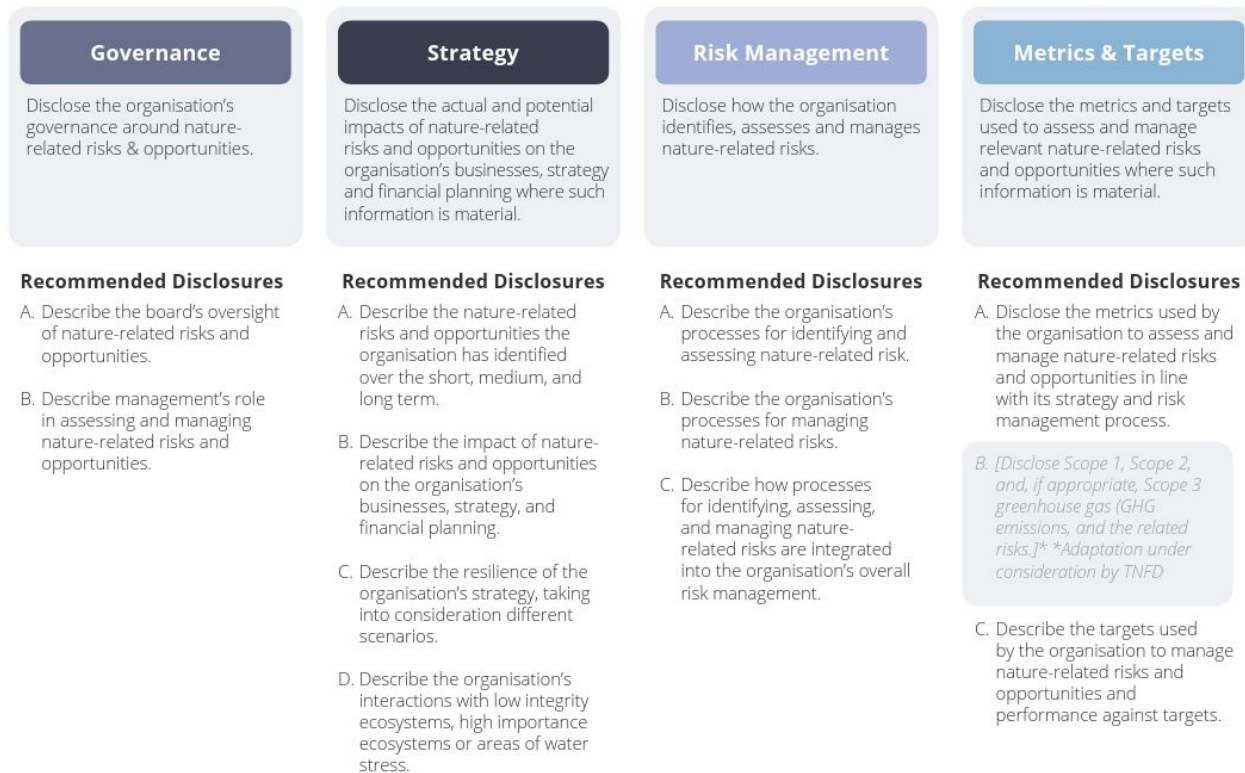 Governance
Disclose the organisation's
governance around nature-
related risks & opportunities.
Recommended Disclosures
A. Describe the board's oversight
of nature-related risks and
opportunities.
B. Describe management's role
in assessing and managing
nature-related risks and
opportunities.
Strategy
Disclose the actual and potential
impacts of nature-related
risks and opportunities on the
organisation's businesses, strategy
and financial planning where such
information is material.
Recommended Disclosures
A. Describe the nature-related
risks and opportunities the
organisation has identified
over the short, medium, and
long term.
B. Describe the impact of nature-
related risks and opportunities
on the organisation's
businesses, strategy, and
financial planning.
C. Describe the resilience of the
organisation's strategy, taking
into consideration different
scenarios.
D. Describe the organisation's
interactions with low integrity
ecosystems, high importance
ecosystems or areas of water
stress.
Risk Management
Disclose how the organisation
identifies, assesses and manages
nature-related risks.
Recommended Disclosures
A. Describe the organisation's
processes for identifying and
assessing nature-related risk.
B. Describe the organisation's
processes for managing
nature-related risks.
C. Describe how processes
for identifying, assessing,
and managing nature-
related risks are integrated
into the organisation's overall
risk management.
Metrics & Targets
Disclose the metrics and targets
used to assess and manage
relevant nature-related risks
and opportunities where such
information is material.
Recommended Disclosures
A. Disclose the metrics used by
the organisation to assess and
manage nature-related risks
and opportunities in line
with its strategy and risk
management process.
B. [Disclose Scope 1, Scope 2,
and, if appropriate, Scope 3
greenhouse gas (GHG
emissions, and the related
risks.]* *Adaptation under
consideration by TNFD
C. Describe the targets used
by the organisation to manage
nature-related risks and
opportunities and
performance against targets.